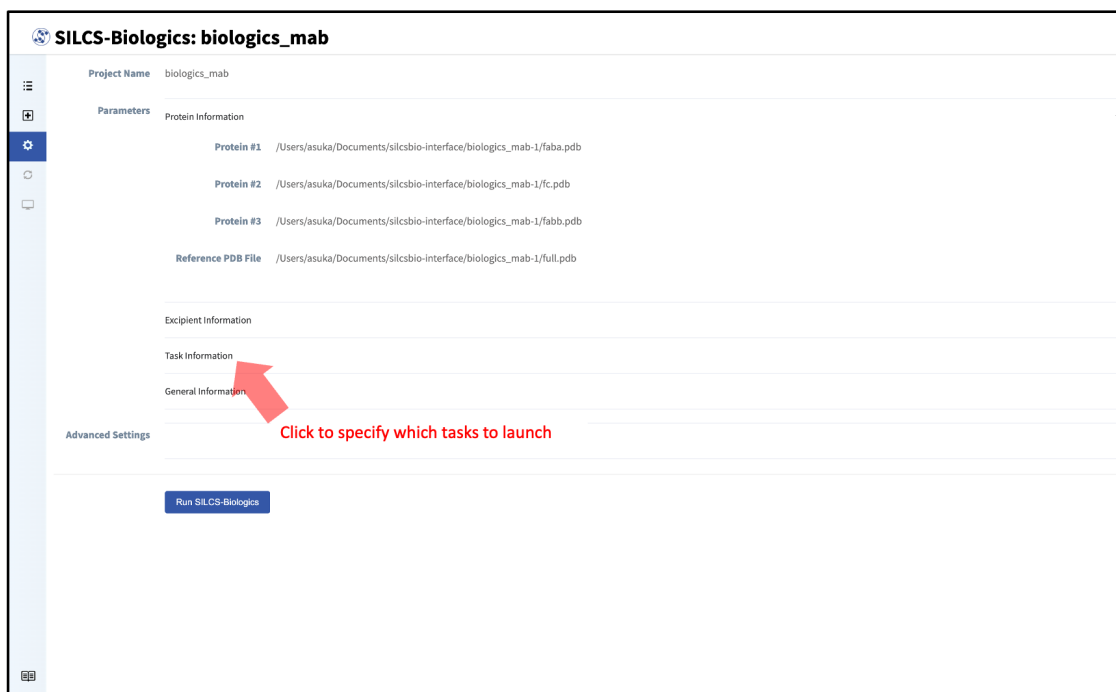 SILCS-Biologics: biologics_mab
Project Name biologics_mab
Parameters Protein Information
Protein #1 /Users/asuka/Documents/silcsbio-interface/biologics_mab-1/faba.pdb
Protein #2 /Users/asuka/Documents/silcsbio-interface/biologics_mab-1/fc.pdb
Protein #3 /Users/asuka/Documents/silcsbio-interface/biologics_mab-1/fabb.pdb
Reference PDB File /Users/asuka/Documents/silcsbio-interface/biologics_mab-1/full.pdb
Excipient Information
Task Information
General Information
Click to specify which tasks to launch
Advanced Settings
Run SILCS-Biologics